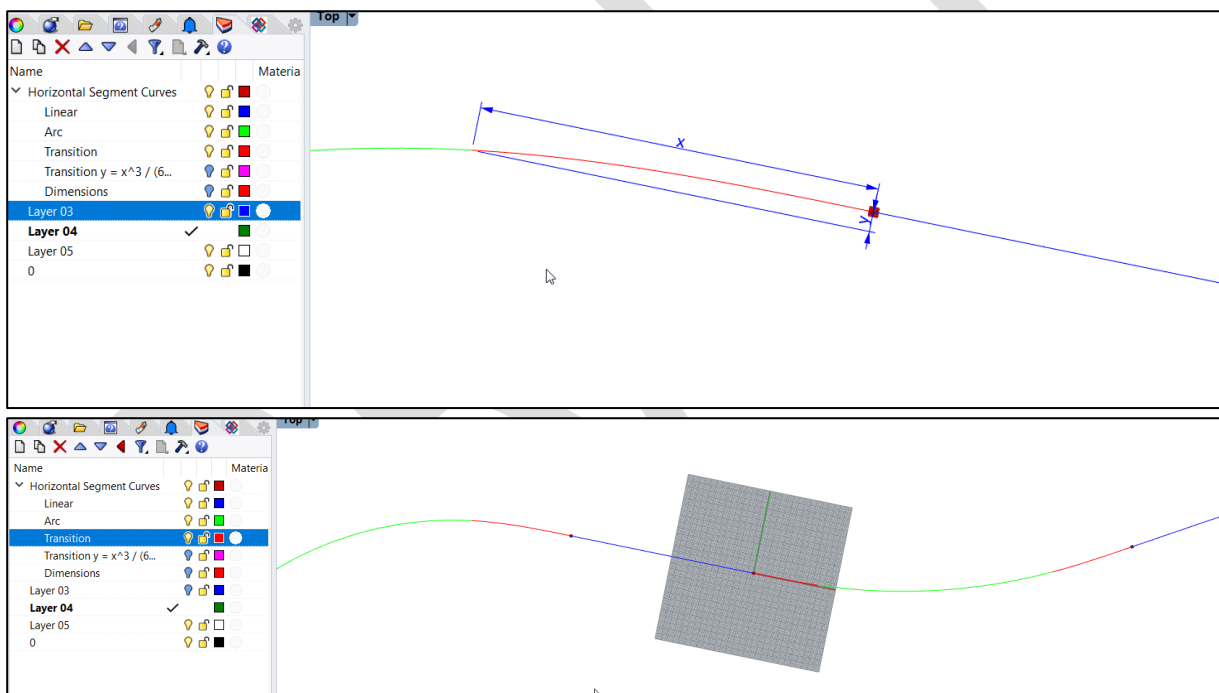 Top
Name Materia
Horizontal Segment Curves
Linear
Arc
Transition
Transition y = x^3 / (6...
Dimensions
Layer 03
Layer 04
Layer 05
0
x
y
Top
Name Materia
Horizontal Segment Curves
Linear
Arc
Transition
Transition y = x^3 / (6...
Dimensions
Layer 03
Layer 04
Layer 05
0